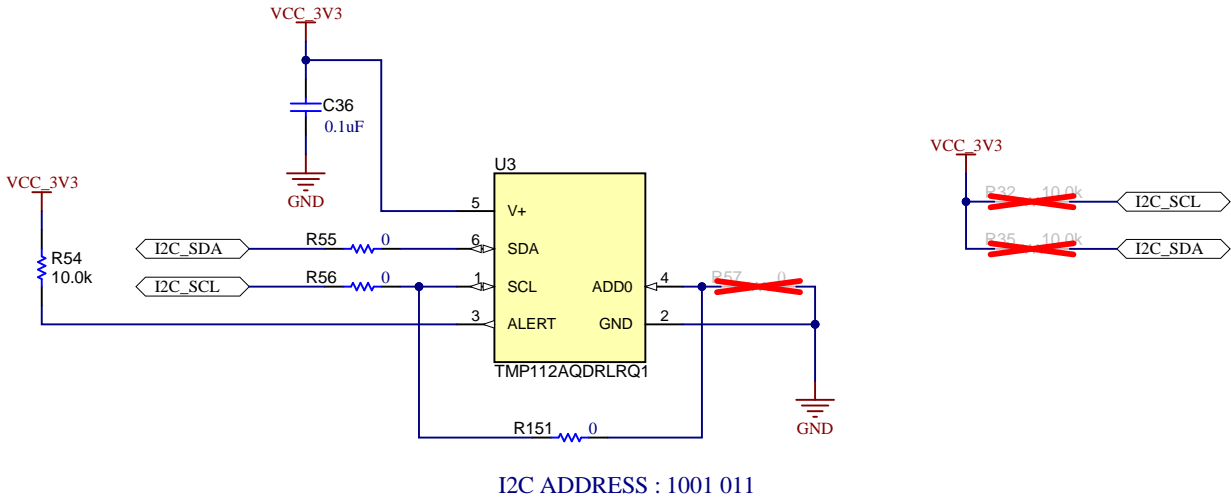 VCC_3V3
C36
0.1uF
GND
VCC_3V3
R54
10.0k
I2C_SDA
R55
0
I2C_SCL
R56
0
U3
5
V+
6
SDA
1
SCL
3
ALERT
ADD0
4
GND
2
TMP112AQDRLRQ1
R57
0
GND
R151
0
VCC_3V3
R32
10.0k
I2C_SCL
R35
10.0k
I2C_SDA
I2C ADDRESS : 1001 011